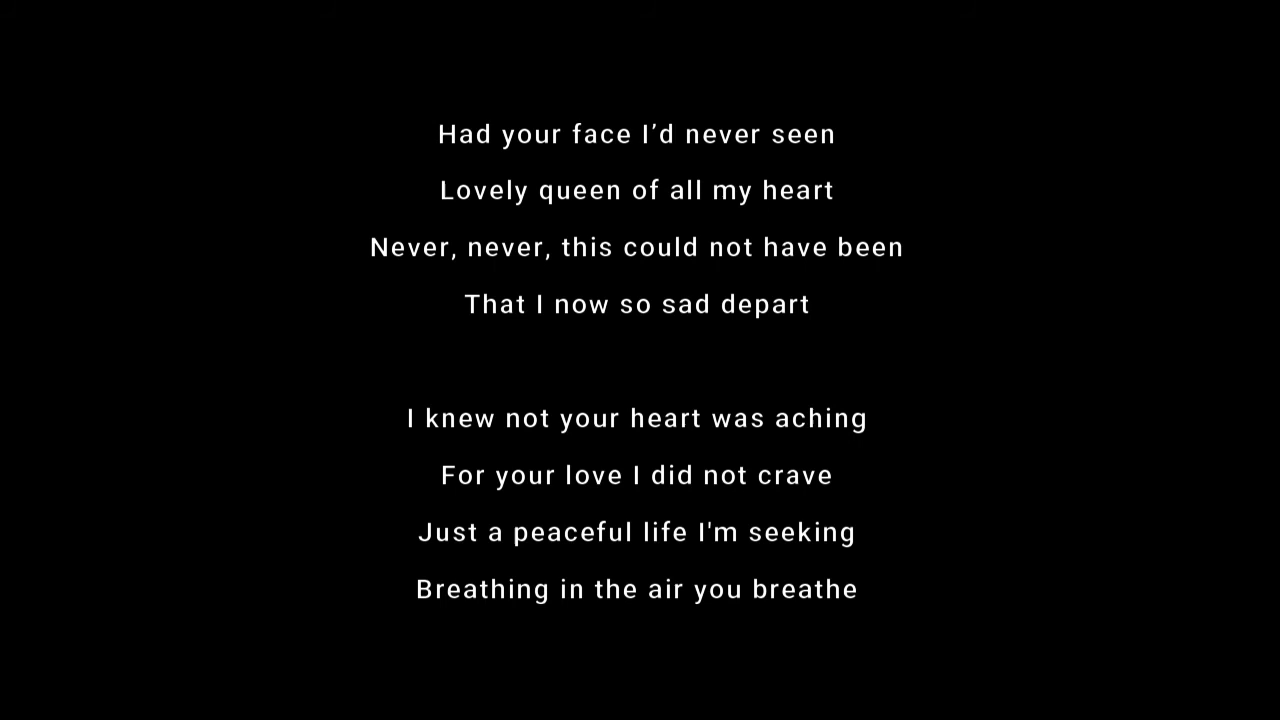 Had your face I’d never seen
Lovely queen of all my heart
Never, never, this could not have been
That I now so sad depart
I knew not your heart was aching
For your love I did not crave
Just a peaceful life I'm seeking
Breathing in the air you breathe